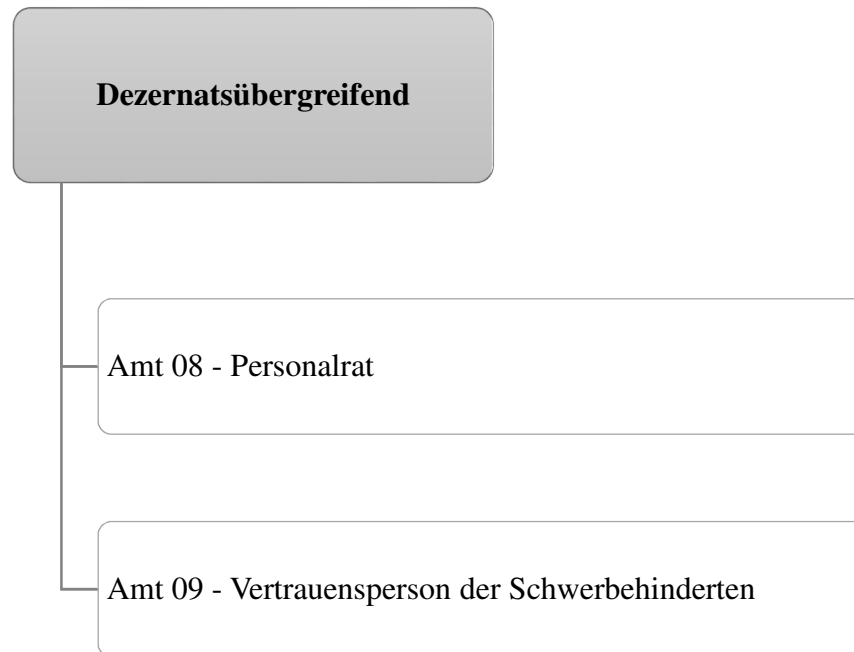 Dezernatsübergreifend
Amt 08 - Personalrat
Amt 09 - Vertrauensperson der Schwerbehinderten